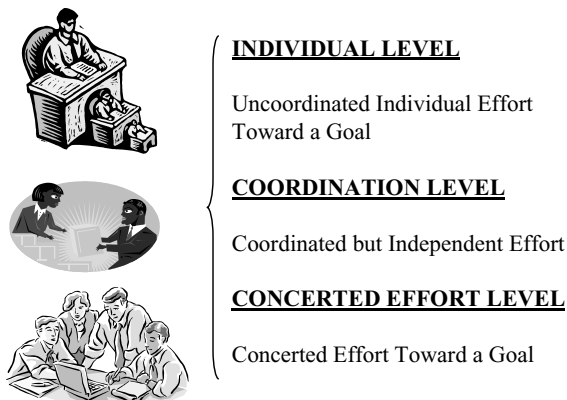 INDIVIDUAL LEVEL
Uncoordinated Individual Effort
Toward a Goal
COORDINATION LEVEL
Coordinated but Independent Effort
CONCERTED EFFORT LEVEL
Concerted Effort Toward a Goal